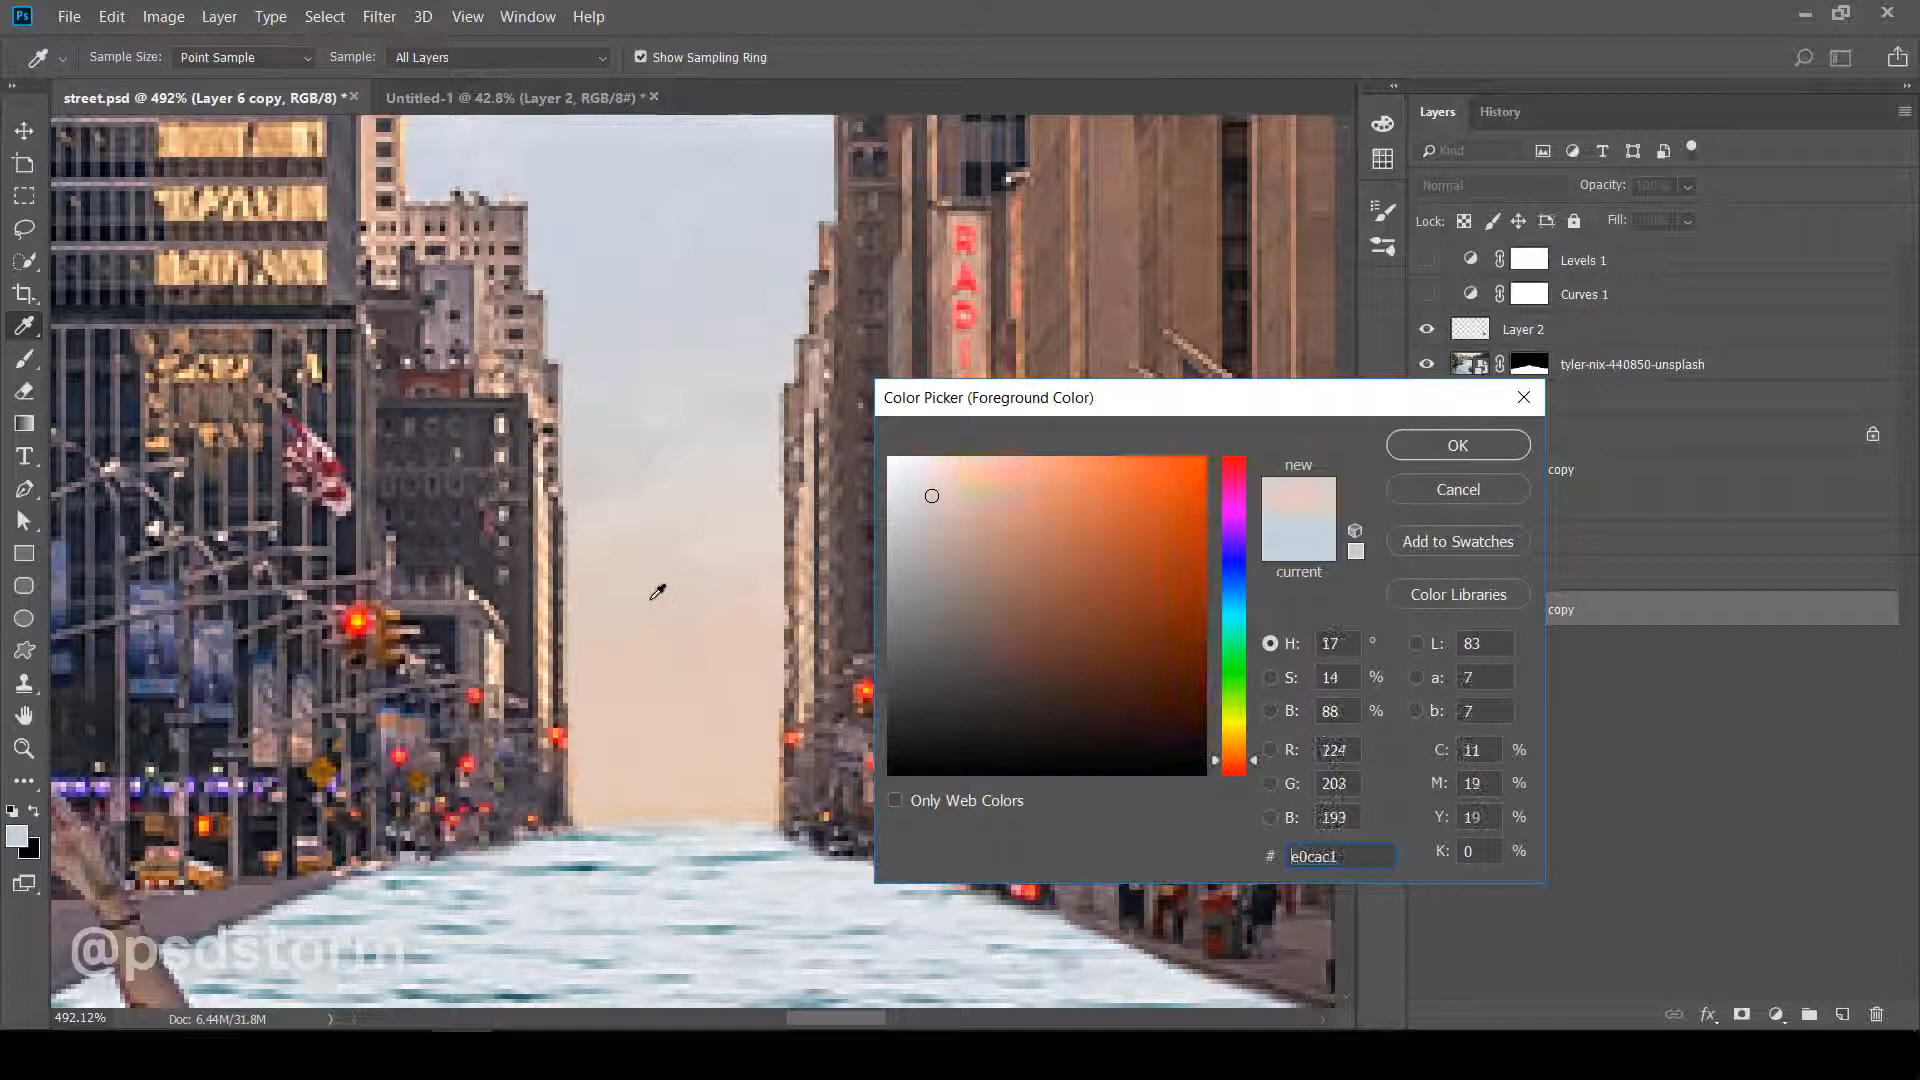 Ps File Edit Image Layer Type Select Filter 3D View Window Help
Sample Size: Point Sample Sample: All Layers Show Sampling Ring
street.psd @ 492% (Layer 6 copy, RGB/8) * Untitled-1 @ 42.8% (Layer 2, RGB/8#) *
Layers History
Kind
Normal Opacity: 100%
Lock: Fill:
Levels 1
Curves 1
Layer 2
tyler-nix-440850-unsplash
copy
copy
RADI
Color Picker (Foreground Color)
new
current
OK
Cancel
Add to Swatches
Color Libraries
H: 17 ° L: 83
S: 14 % a: 7
B: 88 % b: 7
R: 224 C: 11 %
G: 203 M: 19 %
B: 193 Y: 19 %
# e0cac1 K: 0 %
Only Web Colors
T
@psdstorm
492.12% Doc: 6.44M/31.8M
fx